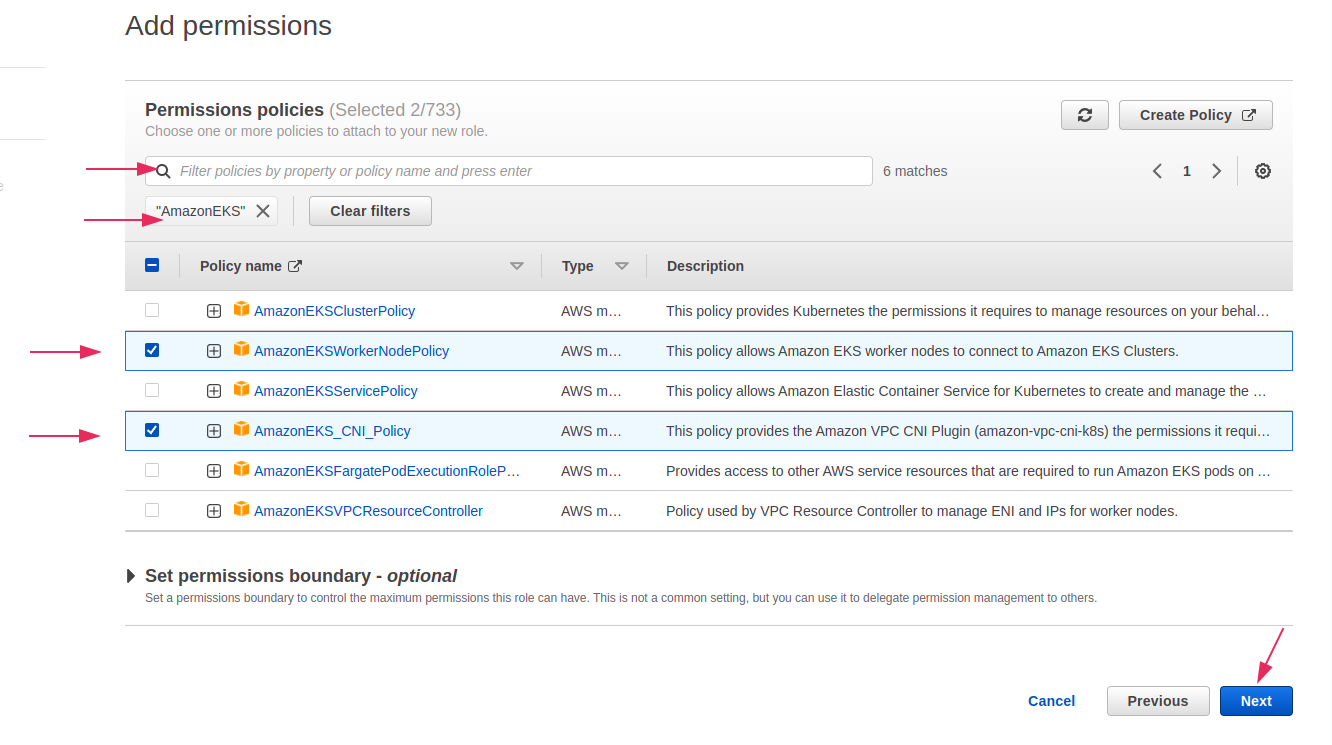 Add permissions
Permissions policies (Selected 2/733)
Choose one or more policies to attach to your new role.
Create Policy
Filter policies by property or policy name and press enter
6 matches
1
"AmazonEKS"
Clear filters
Policy name Type Description
AmazonEKSClusterPolicy AWS m… This policy provides Kubernetes the permissions it requires to manage resources on your behal…
AmazonEKSWorkerNodePolicy AWS m… This policy allows Amazon EKS worker nodes to connect to Amazon EKS Clusters.
AmazonEKSServicePolicy AWS m… This policy allows Amazon Elastic Container Service for Kubernetes to create and manage the …
AmazonEKS_CNI_Policy AWS m… This policy provides the Amazon VPC CNI Plugin (amazon-vpc-cni-k8s) the permissions it requi…
AmazonEKSFargatePodExecutionRoleP… AWS m… Provides access to other AWS service resources that are required to run Amazon EKS pods on …
AmazonEKSVPCResourceController AWS m… Policy used by VPC Resource Controller to manage ENI and IPs for worker nodes.
Set permissions boundary - optional
Set a permissions boundary to control the maximum permissions this role can have. This is not a common setting, but you can use it to delegate permission management to others.
Cancel
Previous
Next